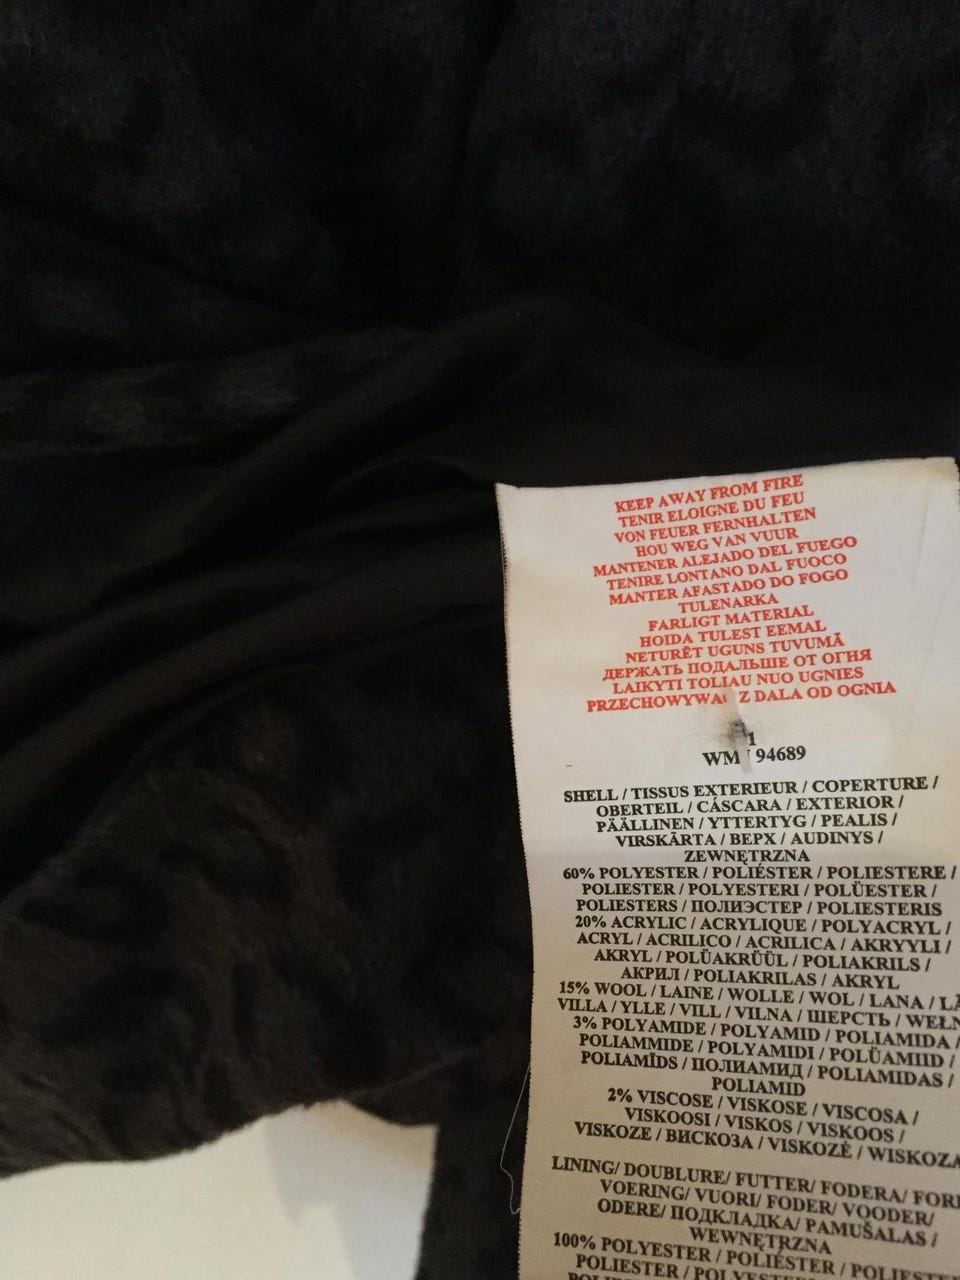 KEEP AWAY FROM FIRE
TENIR ELOIGNE DU FEU
VON FEUER FERNHALTEN
HOU WEG VAN VUUR
MANTENER ALEJADO DEL FUEGO
TENIRE LONTANO DAL FUOCO
MANTER AFASTADO DO FOGO
TULENARKA
FARLIGT MATERIAL
HOIDA TULEST EEMAL
NETURĒT UGUNS TUVUMĀ
ДЕРЖАТЬ ПОДАЛЬШЕ ОТ ОГНЯ
LAIKYTI TOLIAU NUO UGNIES
Z DALA OD OGNIA
1
94689
SHELL / TISSUS EXTERIEUR / COPERTURE /
OBERTEIL / CÁSCARA / EXTERIOR /
PÄÄLLINEN / YTTERTYG / PEALIS /
VIRSKĀRTA / ВЕРХ / AUDINYS /
ZEWNĘTRZNA
60% POLYESTER / POLIÉSTER / POLIESTERE /
POLIESTER / POLYESTERI / POLÜESTER /
POLIESTERS / ПОЛИЭСТЕР / POLIESTERIS
20% ACRYLIC / ACRYLIQUE / POLYACRYL /
ACRYL / ACRILICO / ACRILICA / AKRYYLI /
AKRYL / POLÜAKRÜÜL / POLIAKRILS /
АКРИЛ / POLIAKRILAS / AKRYL
15% WOOL / LAINE / WOLLE / WOL / LANA /
VILLA / YLLE / VILL / VILNA / ШЕРСТЬ /
3% POLYAMIDE / POLYAMID / POLIAMIDA /
POLIAMMIDE / POLYAMIDI / POLÜAMIID /
POLIAMĪDS / ПОЛИАМИД / POLIAMIDAS /
POLIAMID
2% VISCOSE / VISKOSE / VISCOSA /
VISKOOSI / VISKOS / VISKOOS /
VISKOZE / ВИСКОЗА / VISKOZĖ / WISKOZA
LINING/ DOUBLURE/ FUTTER/ FODERA/
VOERING/ VUORI/ FODER/ VOODER/
ODERE/ ПОДКЛАДКА/ PAMUŠALAS /
WEWNĘTRZNA
100% POLYESTER / POLIÉSTER /
POLIESTER /